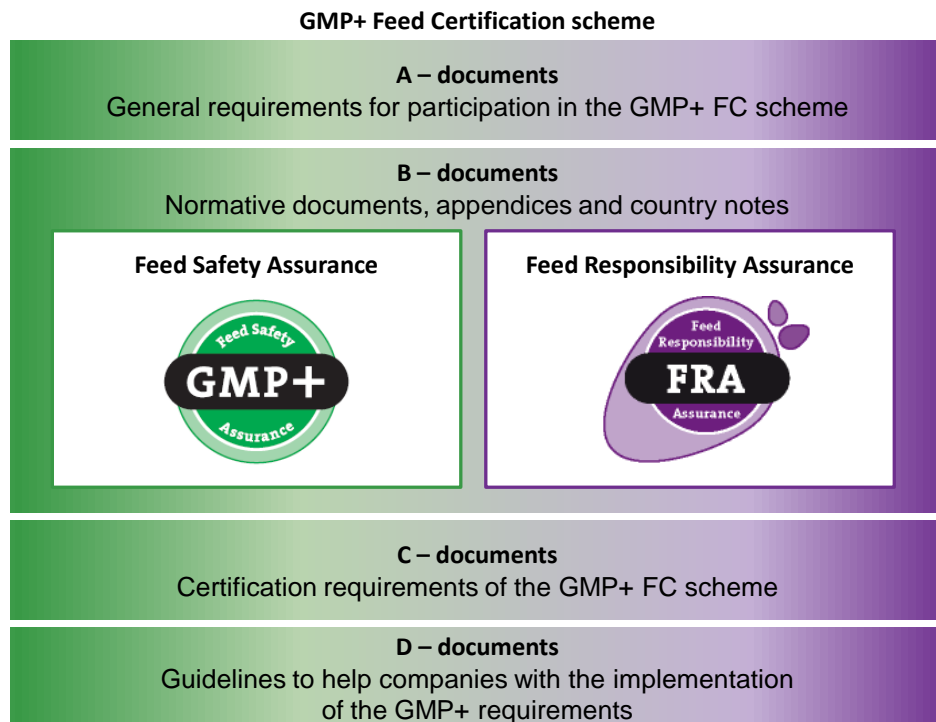 GMP+ Feed Certification scheme
A – documents
General requirements for participation in the GMP+ FC scheme
B – documents
Normative documents, appendices and country notes
Feed Safety Assurance
Feed Safety
GMP+
Assurance
Feed Responsibility Assurance
Feed
Responsibility
FRA
Assurance
C – documents
Certification requirements of the GMP+ FC scheme
D – documents
Guidelines to help companies with the implementation
of the GMP+ requirements